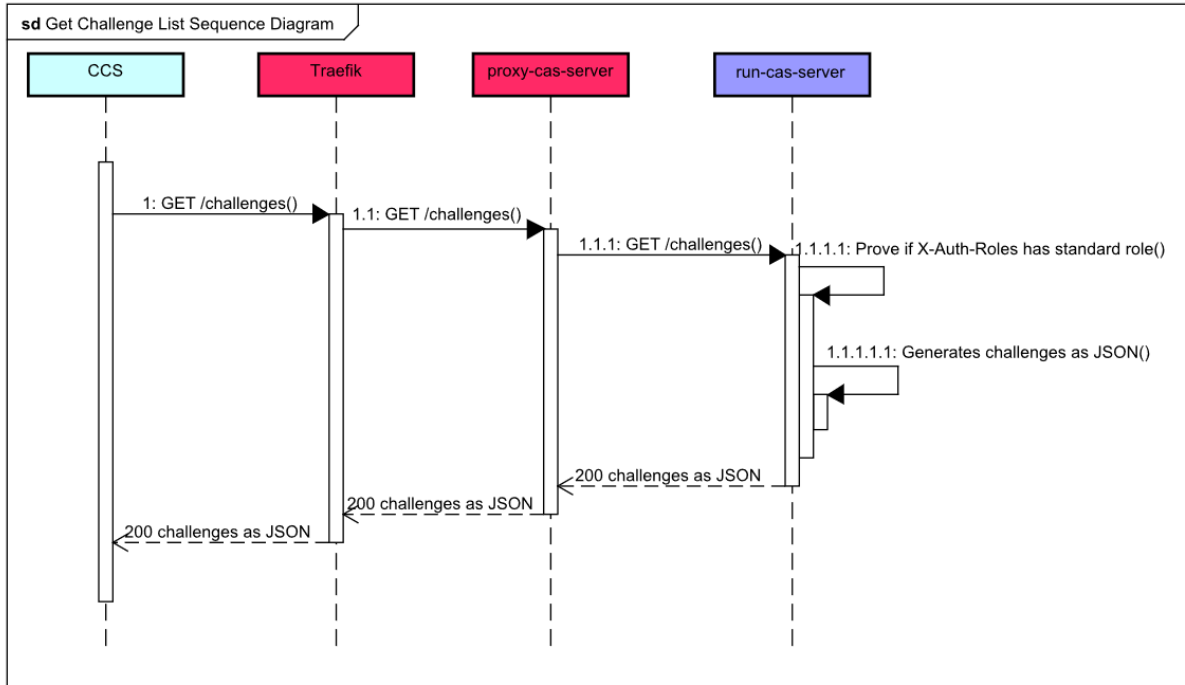 sd Get Challenge List Sequence Diagram
CCS
Traefik
proxy-cas-server
run-cas-server
1: GET /challenges()
1.1: GET /challenges()
1.1.1: GET /challenges()
1.1.1.1: Prove if X-Auth-Roles has standard role()
1.1.1.1.1: Generates challenges as JSON()
200 challenges as JSON
200 challenges as JSON
200 challenges as JSON